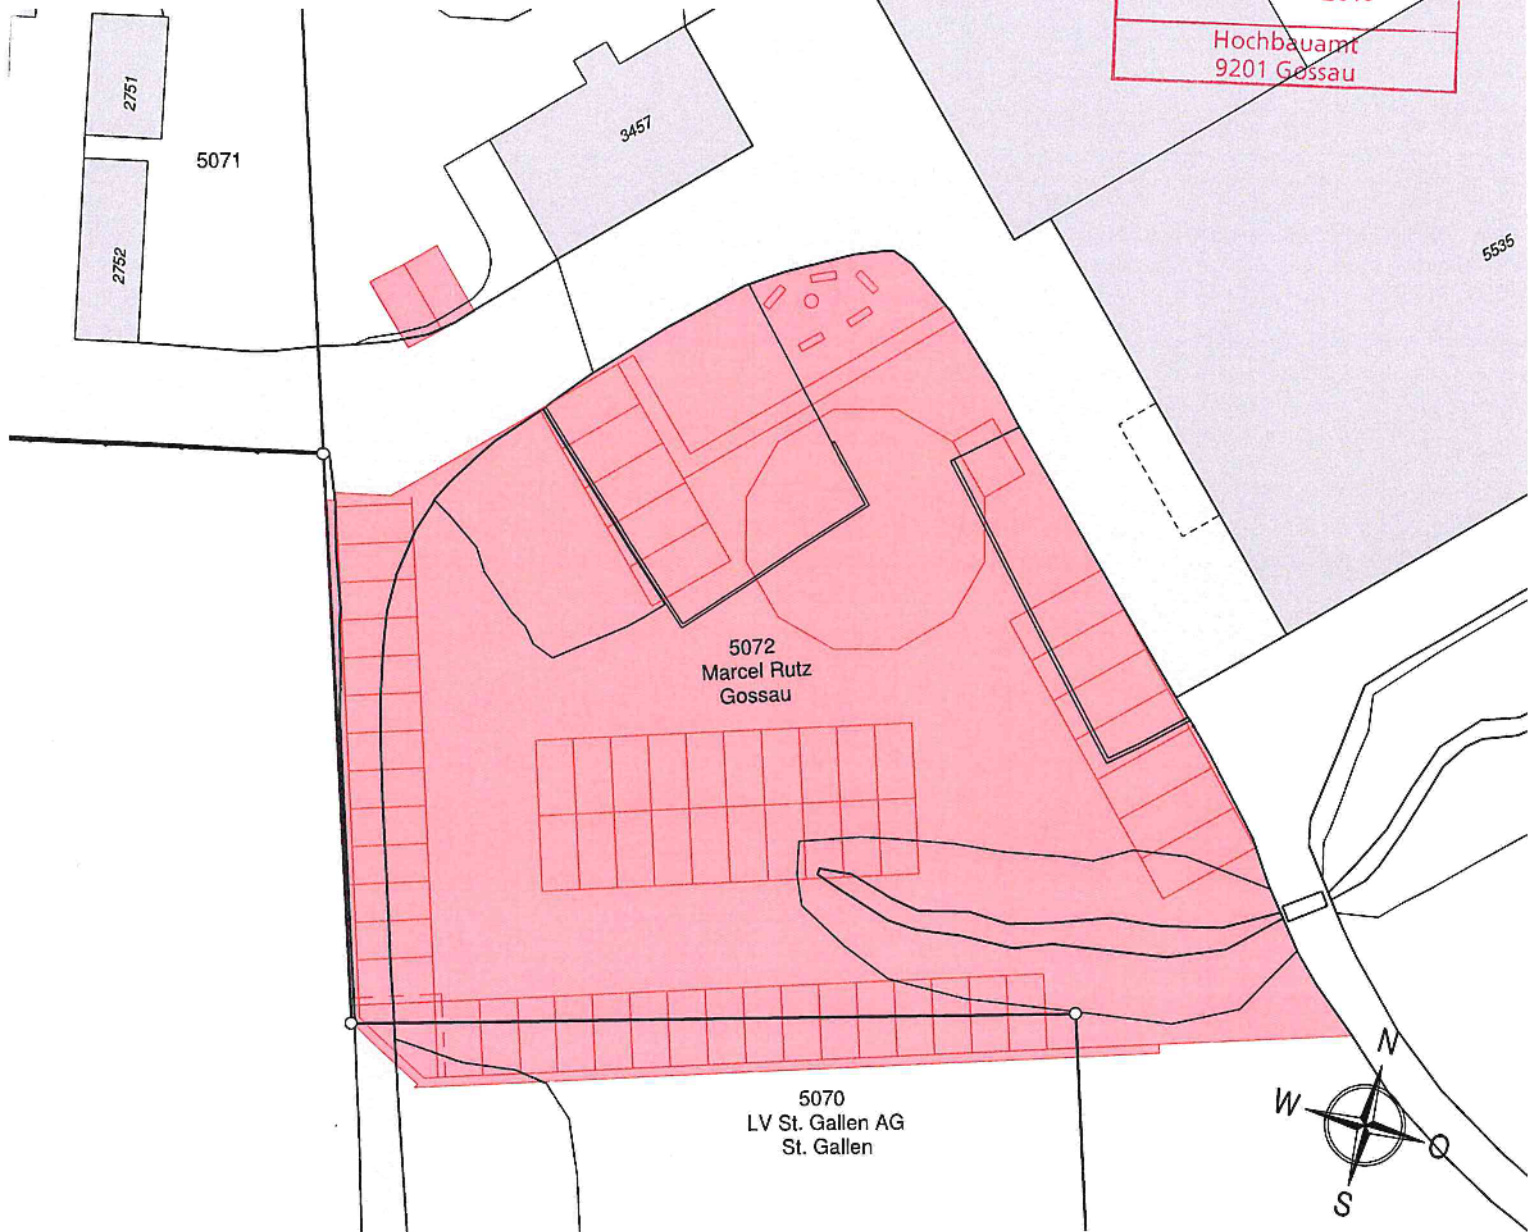 Hochbauamt
9201 Gossau
2751
5071
3457
2752
5535
5072
Marcel Rutz
Gossau
5070
LV St. Gallen AG
St. Gallen
N
W
O
S